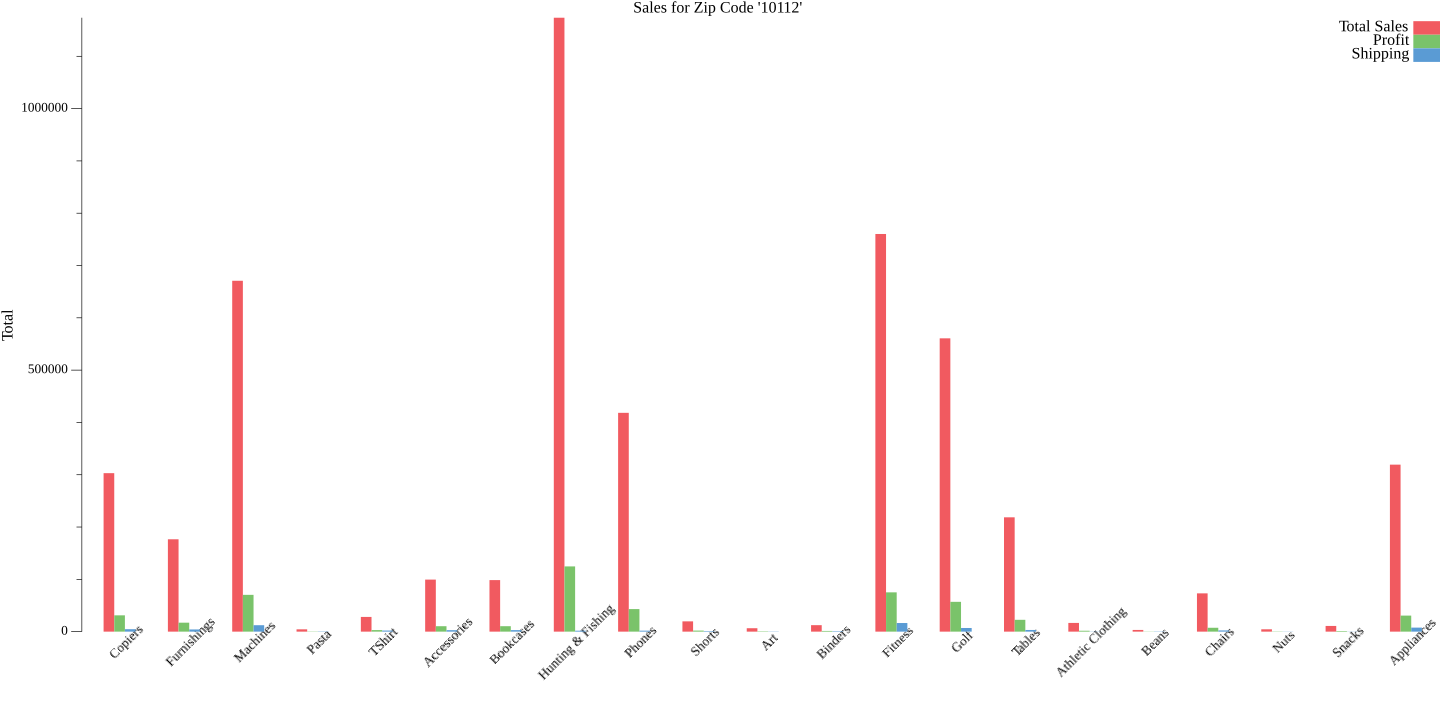 Sales for Zip Code '10112'
Total Sales
Profit
Shipping
Total
1000000
500000
0
Copiers
Furnishings
Machines
Pasta
TShirt
Accessories
Bookcases
Hunting & Fishing
Phones
Shorts
Art
Binders
Fitness
Golf
Tables
Athletic Clothing
Beans
Chairs
Nuts
Snacks
Appliances